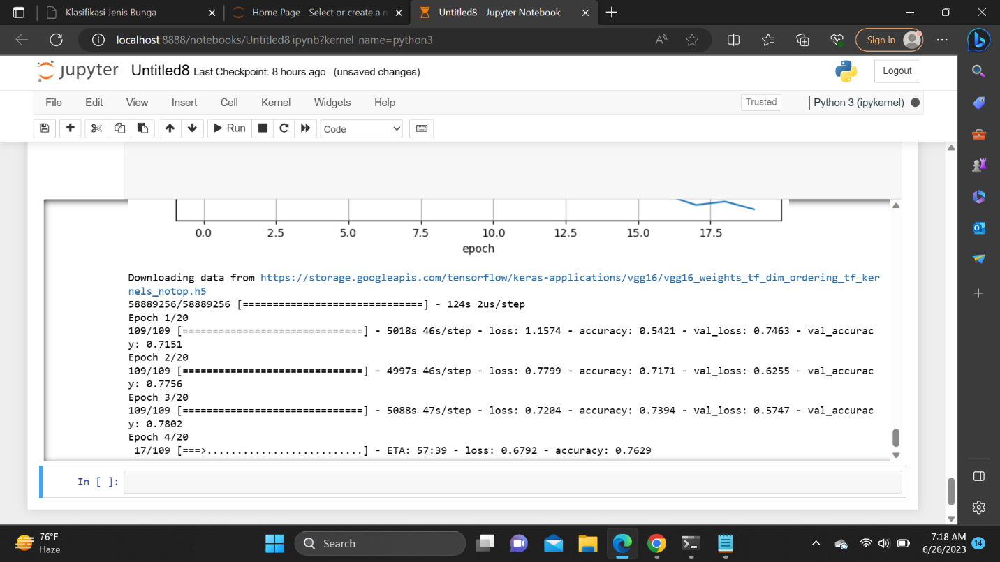 Klasifikasi Jenis Bunga
Home Page - Select or create a n
Untitled8 - Jupyter Notebook
localhost:8888/notebooks/Untitled8.ipynb?kernel_name=python3
Sign in
jupyter Untitled8 Last Checkpoint: 8 hours ago (unsaved changes)
Logout
File Edit View Insert Cell Kernel Widgets Help
Trusted
Python 3 (ipykernel)
Run
Code
0.0 2.5 5.0 7.5 10.0 12.5 15.0 17.5
epoch
Downloading data from https://storage.googleapis.com/tensorflow/keras-applications/vgg16/vgg16_weights_tf_dim_ordering_tf_ker
nels_notop.h5
58889256/58889256 [==============================] - 124s 2us/step
Epoch 1/20
109/109 [==============================] - 5018s 46s/step - loss: 1.1574 - accuracy: 0.5421 - val_loss: 0.7463 - val_accurac
y: 0.7151
Epoch 2/20
109/109 [==============================] - 4997s 46s/step - loss: 0.7799 - accuracy: 0.7171 - val_loss: 0.6255 - val_accurac
y: 0.7756
Epoch 3/20
109/109 [==============================] - 5088s 47s/step - loss: 0.7204 - accuracy: 0.7394 - val_loss: 0.5747 - val_accurac
y: 0.7802
Epoch 4/20
17/109 [===>..........................] - ETA: 57:39 - loss: 0.6792 - accuracy: 0.7629
In [ ]:
76°F
Haze
Search
7:18 AM
6/26/2023
14